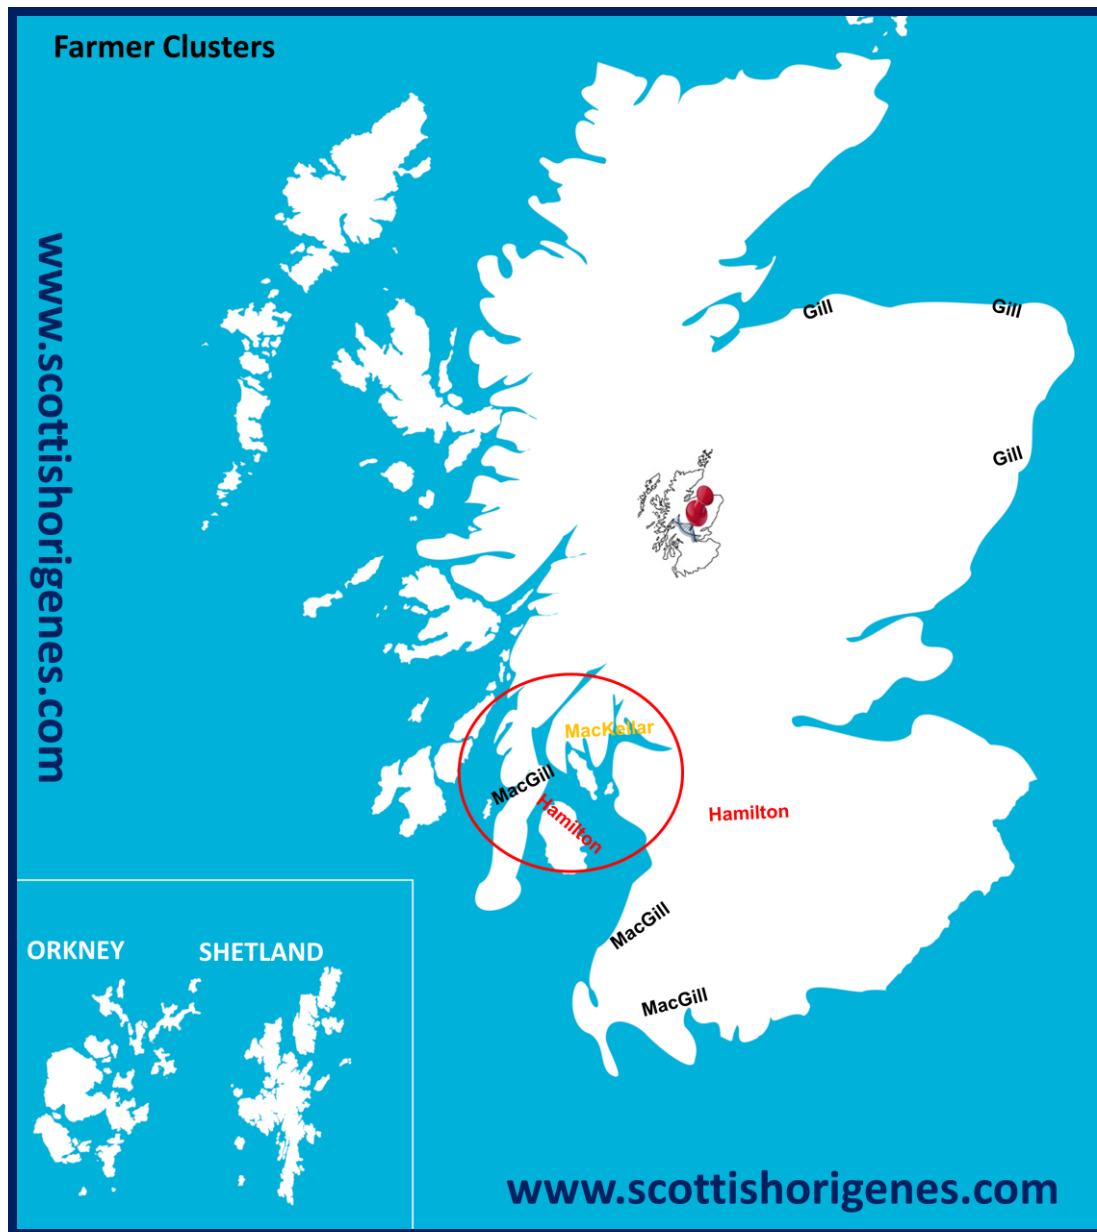 Farmer Clusters
www.scottishorigenes.com
Gill
Gill
Gill
MacKellar
MacGill
Hamilton
Hamilton
MacGill
MacGill
ORKNEY
SHETLAND
www.scottishorigenes.com